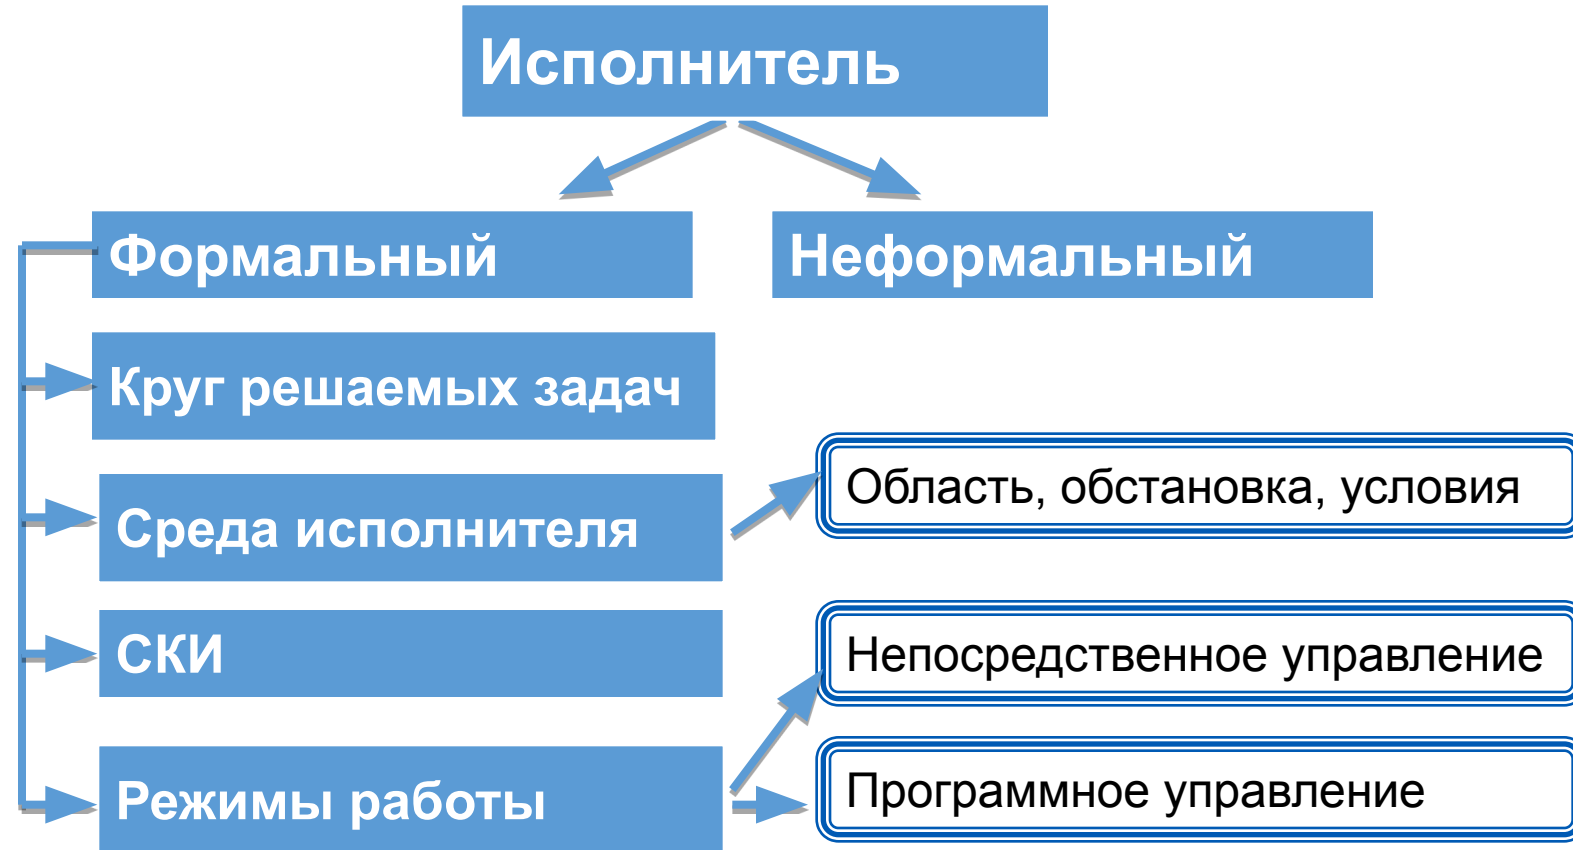 Исполнитель
Формальный
Неформальный
Круг решаемых задач
Среда исполнителя
Область, обстановка, условия
СКИ
Непосредственное управление
Режимы работы
Программное управление